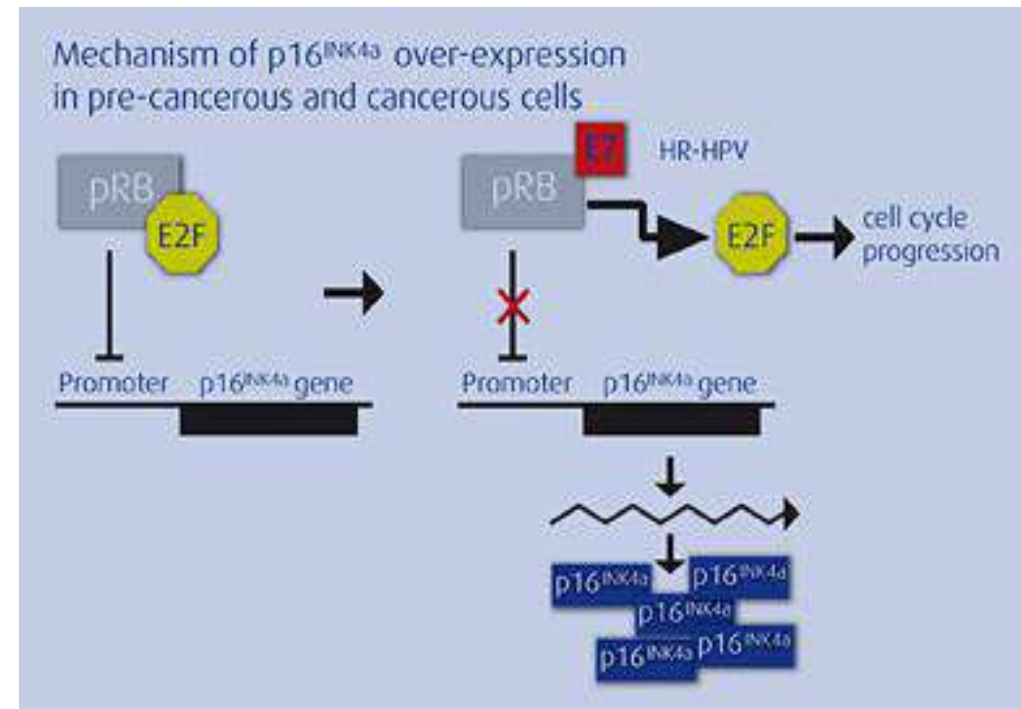 Mechanism of p16INK4a over-expression
in pre-cancerous and cancerous cells
pRB
E2F
Promoter p16INK4a gene
E7 HR-HPV
pRB
E2F
cell cycle
progression
Promoter p16INK4a gene
p16INK4a
p16INK4a
p16INK4a
p16INK4a
p16INK4a